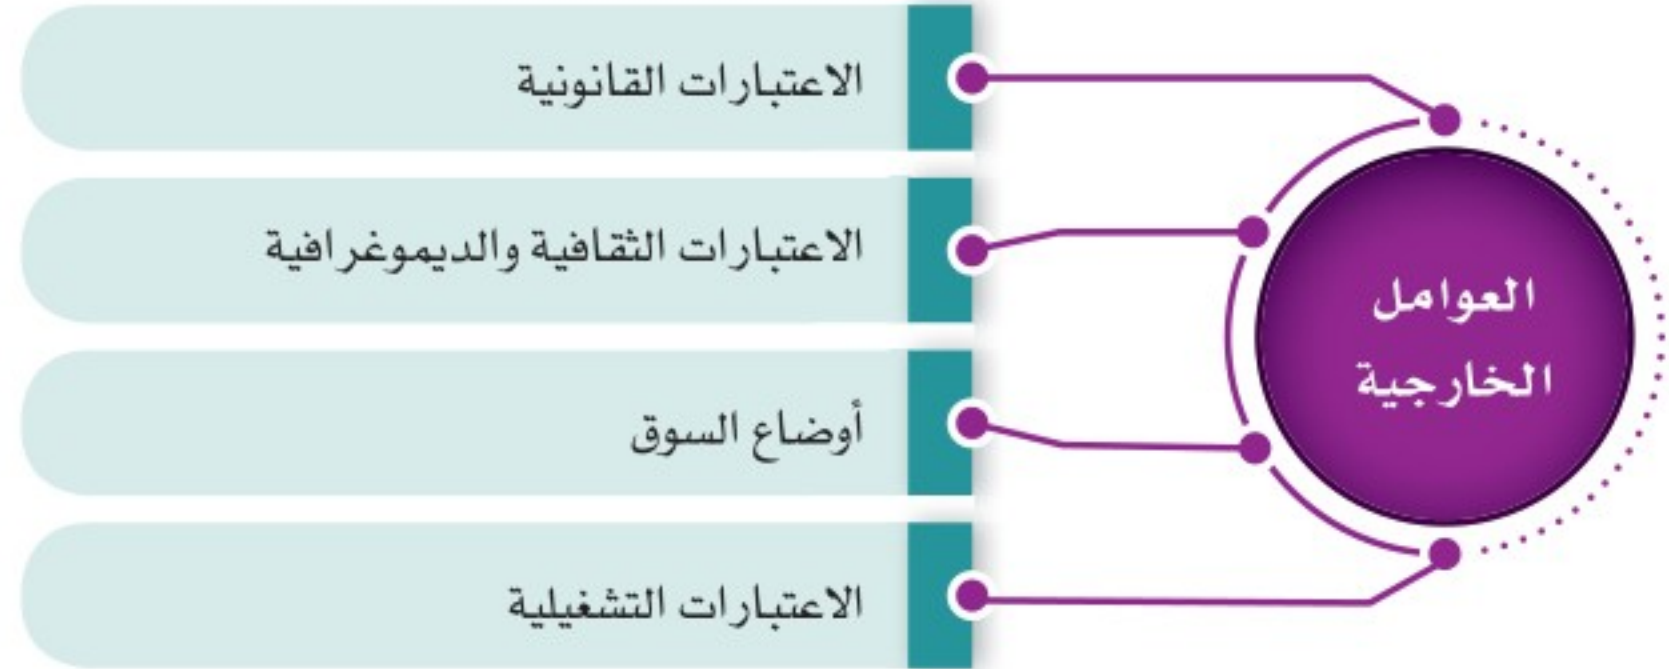 العوامل
الخارجية
الاعتبارات القانونية
الاعتبارات الثقافية والديموغرافية
أوضاع السوق
الاعتبارات التشغيلية